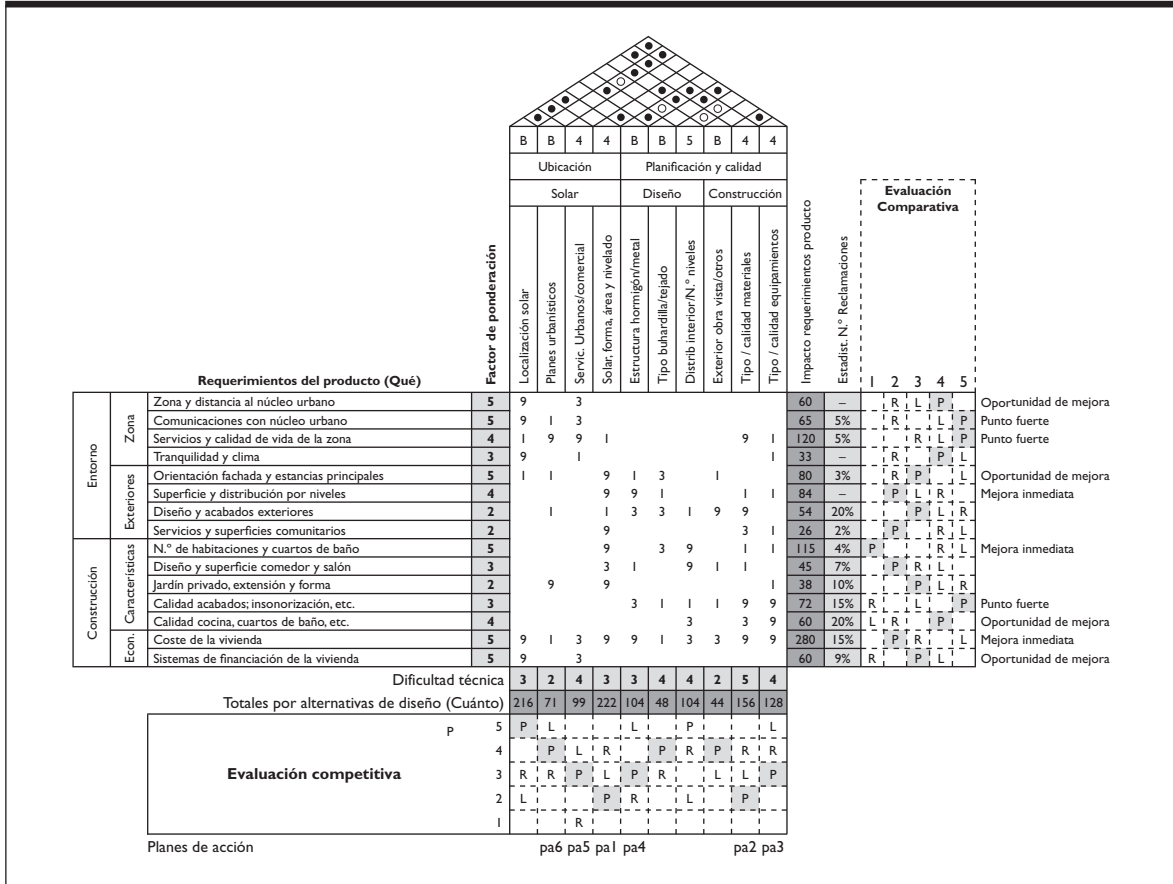 B B 4 4 B B 5 B 4 4
Ubicación Planificación y calidad
Solar Diseño Construcción
Evaluación
Comparativa
Factor de ponderación
Localización solar
Planes urbanísticos
Servic. Urbanos/comercial
Solar, forma, área y nivelado
Estructura hormigón/metal
Tipo buhardilla/tejado
Distrib interior/N.º niveles
Exterior obra vista/otros
Tipo / calidad materiales
Tipo / calidad equipamientos
Impacto requerimientos producto
Estadist. N.º Reclamaciones
Requerimientos del producto (Qué) 1 2 3 4 5
Entorno
Zona
Zona y distancia al núcleo urbano 5 9 3 60 – R L P Oportunidad de mejora
Comunicaciones con núcleo urbano 5 9 1 3 65 5% R L P Punto fuerte
Servicios y calidad de vida de la zona 4 1 9 9 1 9 1 120 5% R L P Punto fuerte
Tranquilidad y clima 3 9 1 1 33 – R P L
Exteriores
Orientación fachada y estancias principales 5 1 1 9 1 3 1 80 3% R P L Oportunidad de mejora
Superficie y distribución por niveles 4 9 9 1 1 1 84 – P L R Mejora inmediata
Diseño y acabados exteriores 2 1 1 3 3 1 9 9 54 20% P L R
Servicios y superficies comunitarios 2 9 3 1 26 2% P R L
Construcción
Características
N.º de habitaciones y cuartos de baño 5 9 3 9 1 1 115 4% P R L Mejora inmediata
Diseño y superficie comedor y salón 3 3 1 9 1 1 45 7% P R L
Jardín privado, extensión y forma 2 9 9 1 38 10% P L R
Calidad acabados; insonorización, etc. 3 3 1 1 1 9 9 72 15% R L P Punto fuerte
Calidad cocina, cuartos de baño, etc. 4 3 3 9 60 20% L R P Oportunidad de mejora
Econ.
Coste de la vivienda 5 9 1 3 9 9 1 3 3 9 9 280 15% P R L Mejora inmediata
Sistemas de financiación de la vivienda 5 9 3 60 9% R P L Oportunidad de mejora
Dificultad técnica 3 2 4 3 3 4 4 2 5 4
Totales por alternativas de diseño (Cuánto) 216 71 99 222 104 48 104 44 156 128
P 5 P L L P L
4 P L R P R P R R
Evaluación competitiva 3 R R P L P R L L P
2 L P R L P
1 R
Planes de acción pa6 pa5 pa1 pa4 pa2 pa3